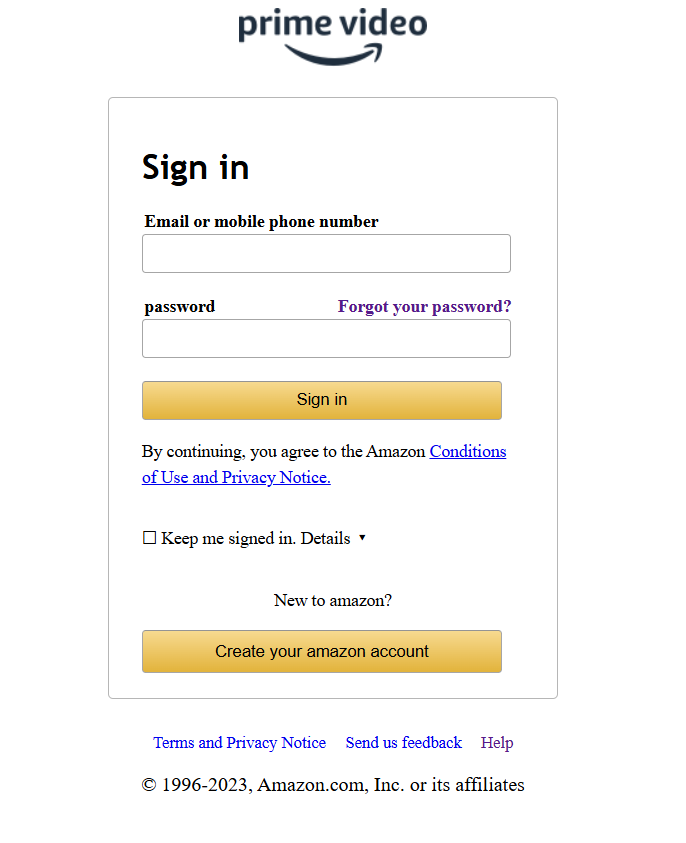 prime video
Sign in
Email or mobile phone number
password Forgot your password?
Sign in
By continuing, you agree to the Amazon Conditions
of Use and Privacy Notice.
Keep me signed in. Details
New to amazon?
Create your amazon account
Terms and Privacy Notice Send us feedback Help
© 1996-2023, Amazon.com, Inc. or its affiliates